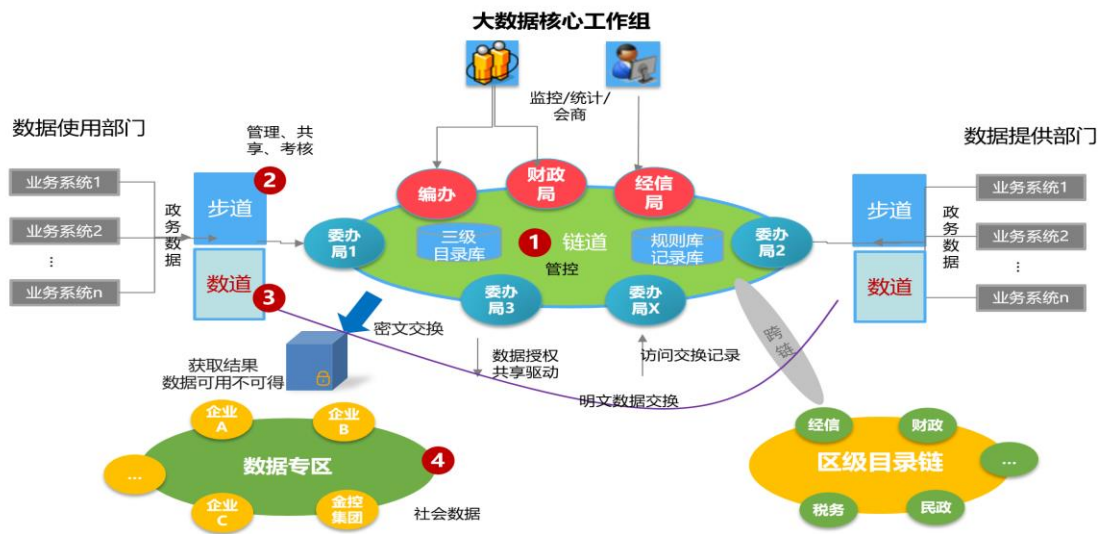 大数据核心工作组
监控/统计/
会商
数据使用部门
管理、共
享、考核
数据提供部门
业务系统1
业务系统2
⋮
业务系统n
政务数据
步道
2
数道
3
编办
财政
局
经信
局
委办
局1
三级
目录库
1
链道
管控
规则库
记录库
委办
局2
委办
局3
委办
局X
步道
数道
政务数据
业务系统1
业务系统2
⋮
业务系统n
密文交换
数据授权
共享驱动
访问交换记录
明文数据交换
跨链
获取结果
数据可用不可得
企业
A
企业
B
...
数据专区
4
企业
C
金控
集团
社会数据
经信
财政
区级目录链
...
税务
民政